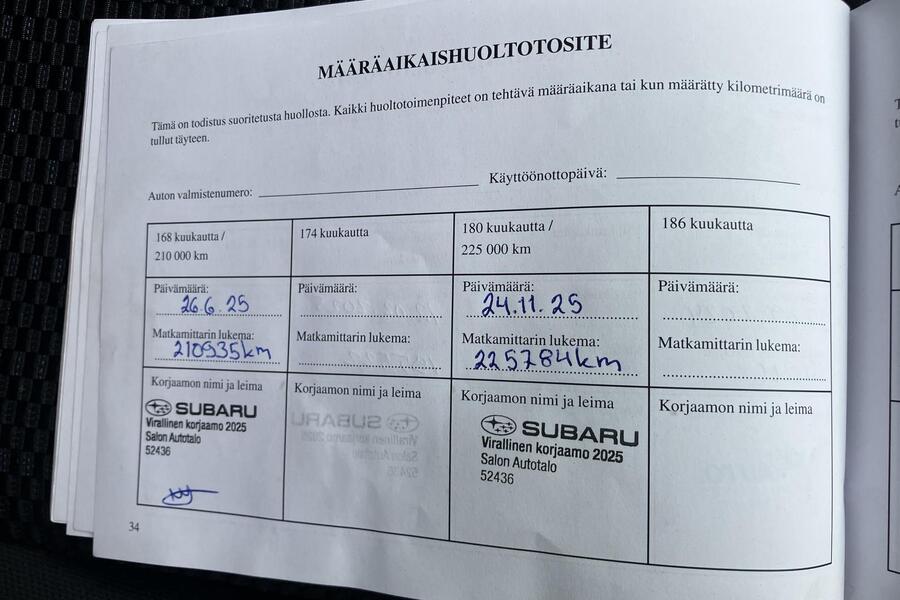 MÄÄRÄAIKAISHUOLTOTOSITE
Tämä on todistus suoritetusta huollosta. Kaikki huoltotoimenpiteet on tehtävä määräaikana tai kun määrätty kilometrimäärä on
tullut täyteen.
Auton valmistenumero:
Käyttöönottopäivä:
168 kuukautta /
210 000 km
174 kuukautta
180 kuukautta /
225 000 km
186 kuukautta
Päivämäärä:
26.6.25
Päivämäärä:
Päivämäärä:
24.11.25
Päivämäärä:
Matkamittarin lukema:
210935km
Matkamittarin lukema:
Matkamittarin lukema:
225784km
Matkamittarin lukema:
Korjaamon nimi ja leima
SUBARU
Virallinen korjaamo 2025
Salon Autotalo
52436
Korjaamon nimi ja leima
Korjaamon nimi ja leima
SUBARU
Virallinen korjaamo 2025
Salon Autotalo
52436
Korjaamon nimi ja leima
34